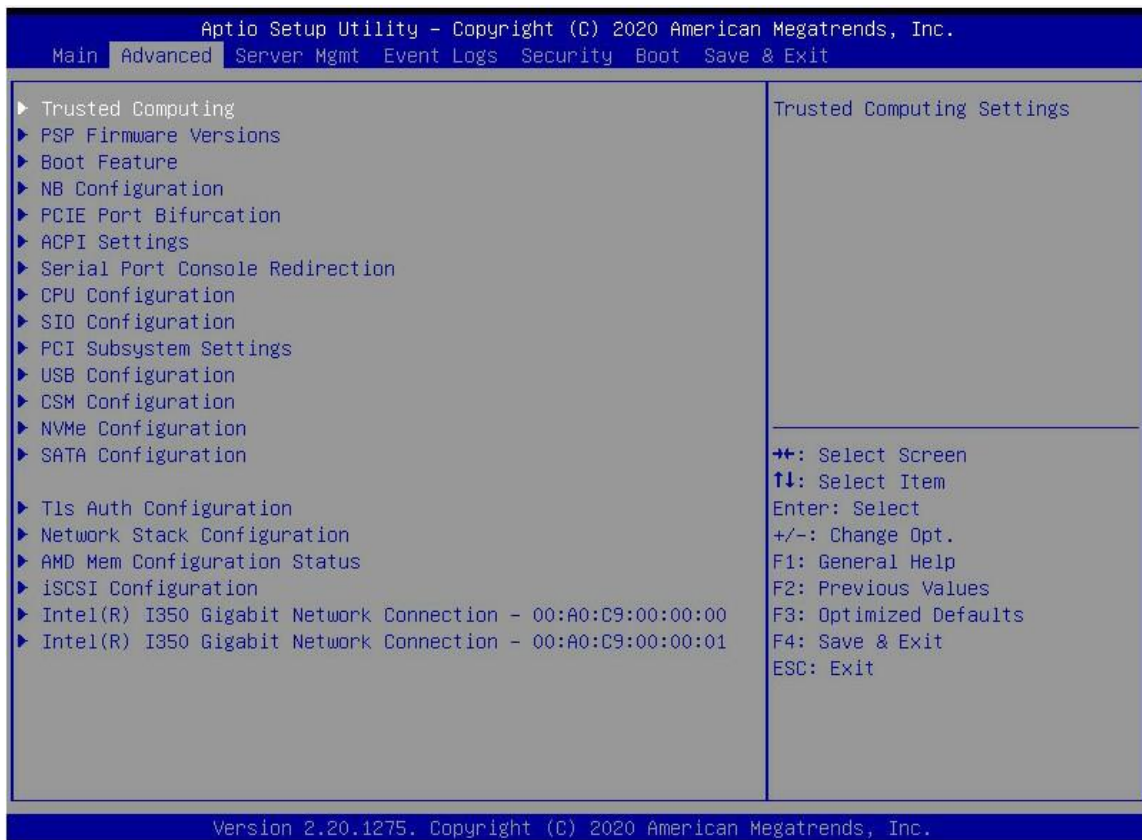 Aptio Setup Utility – Copyright (C) 2020 American Megatrends, Inc.
Main Advanced Server Mgmt Event Logs Security Boot Save & Exit
▶ Trusted Computing
▶ PSP Firmware Versions
▶ Boot Feature
▶ NB Configuration
▶ PCIE Port Bifurcation
▶ ACPI Settings
▶ Serial Port Console Redirection
▶ CPU Configuration
▶ SIO Configuration
▶ PCI Subsystem Settings
▶ USB Configuration
▶ CSM Configuration
▶ NVMe Configuration
▶ SATA Configuration
▶ Tls Auth Configuration
▶ Network Stack Configuration
▶ AMD Mem Configuration Status
▶ iSCSI Configuration
▶ Intel(R) I350 Gigabit Network Connection – 00:A0:C9:00:00:00
▶ Intel(R) I350 Gigabit Network Connection – 00:A0:C9:00:00:01
Trusted Computing Settings
→←: Select Screen
↑↓: Select Item
Enter: Select
+/-: Change Opt.
F1: General Help
F2: Previous Values
F3: Optimized Defaults
F4: Save & Exit
ESC: Exit
Version 2.20.1275. Copyright (C) 2020 American Megatrends, Inc.